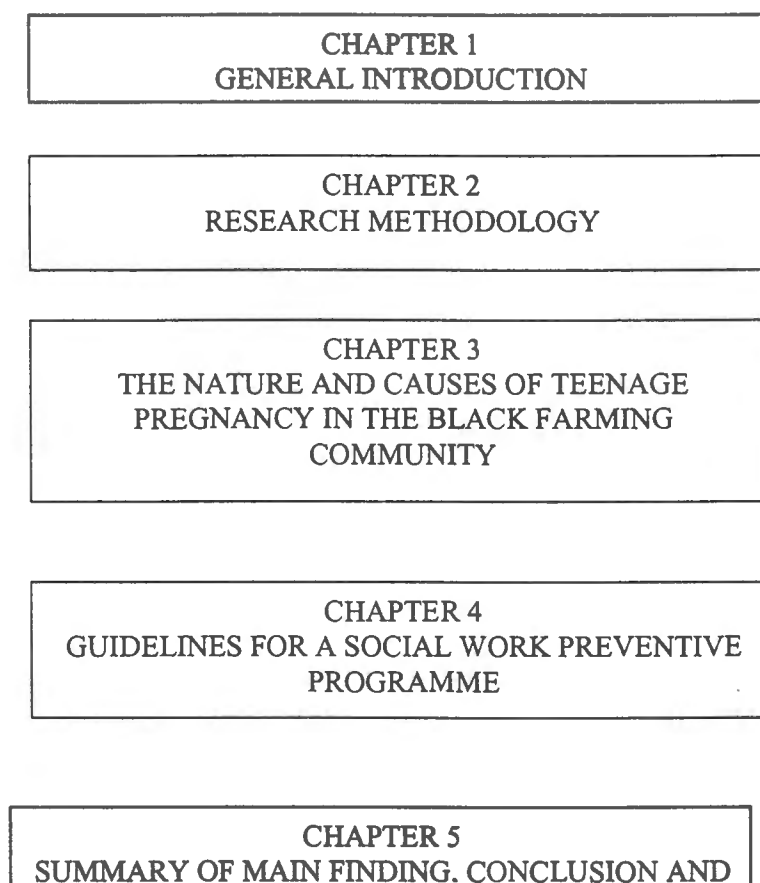 CHAPTER 1
GENERAL INTRODUCTION
CHAPTER 2
RESEARCH METHODOLOGY
CHAPTER 3
THE NATURE AND CAUSES OF TEENAGE
PREGNANCY IN THE BLACK FARMING
COMMUNITY
CHAPTER 4
GUIDELINES FOR A SOCIAL WORK PREVENTIVE
PROGRAMME
CHAPTER 5
SUMMARY OF MAIN FINDING, CONCLUSION AND